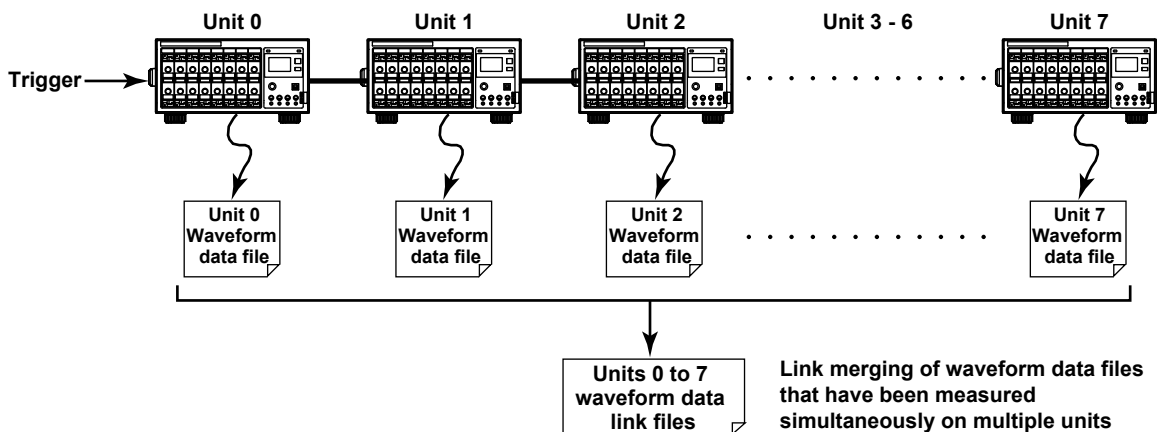 Unit 0
Unit 1
Unit 2
Unit 3 - 6
Unit 7
Trigger
Unit 0
Waveform
data file
Unit 1
Waveform
data file
Unit 2
Waveform
data file
Unit 7
Waveform
data file
Units 0 to 7
waveform data
link files
Link merging of waveform data files
that have been measured
simultaneously on multiple units